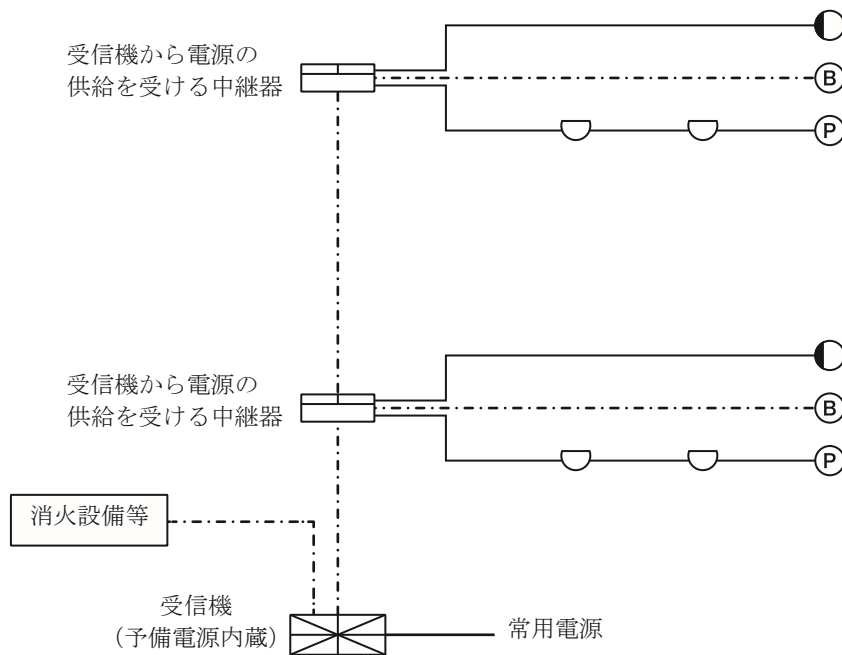 受信機から電源の
供給を受ける中継器
B
P
受信機から電源の
供給を受ける中継器
B
P
消火設備等
受信機
（予備電源内蔵）
常用電源